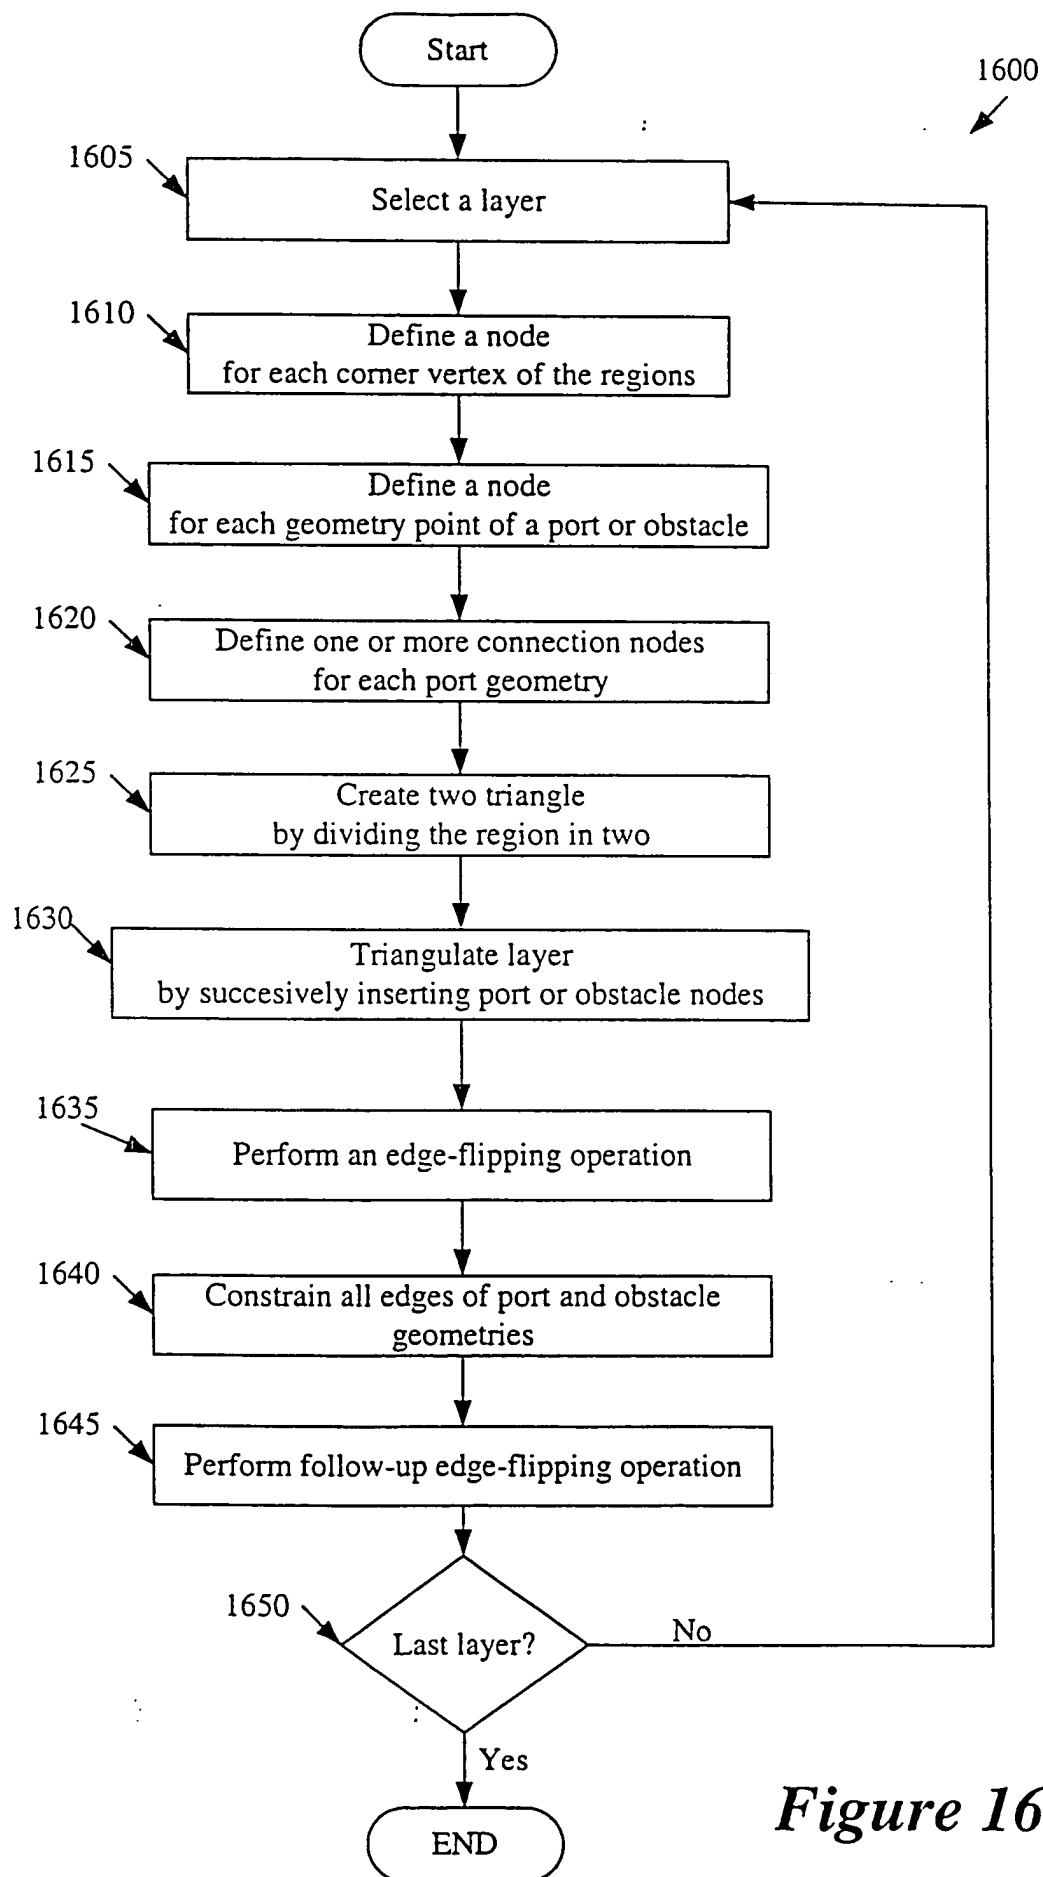 Start
1600
1605
Select a layer
1610
Define a node
for each corner vertex of the regions
1615
Define a node
for each geometry point of a port or obstacle
1620
Define one or more connection nodes
for each port geometry
1625
Create two triangle
by dividing the region in two
1630
Triangulate layer
by succesively inserting port or obstacle nodes
1635
Perform an edge-flipping operation
1640
Constrain all edges of port and obstacle
geometries
1645
Perform follow-up edge-flipping operation
1650
Last layer?
No
Yes
END
Figure 16